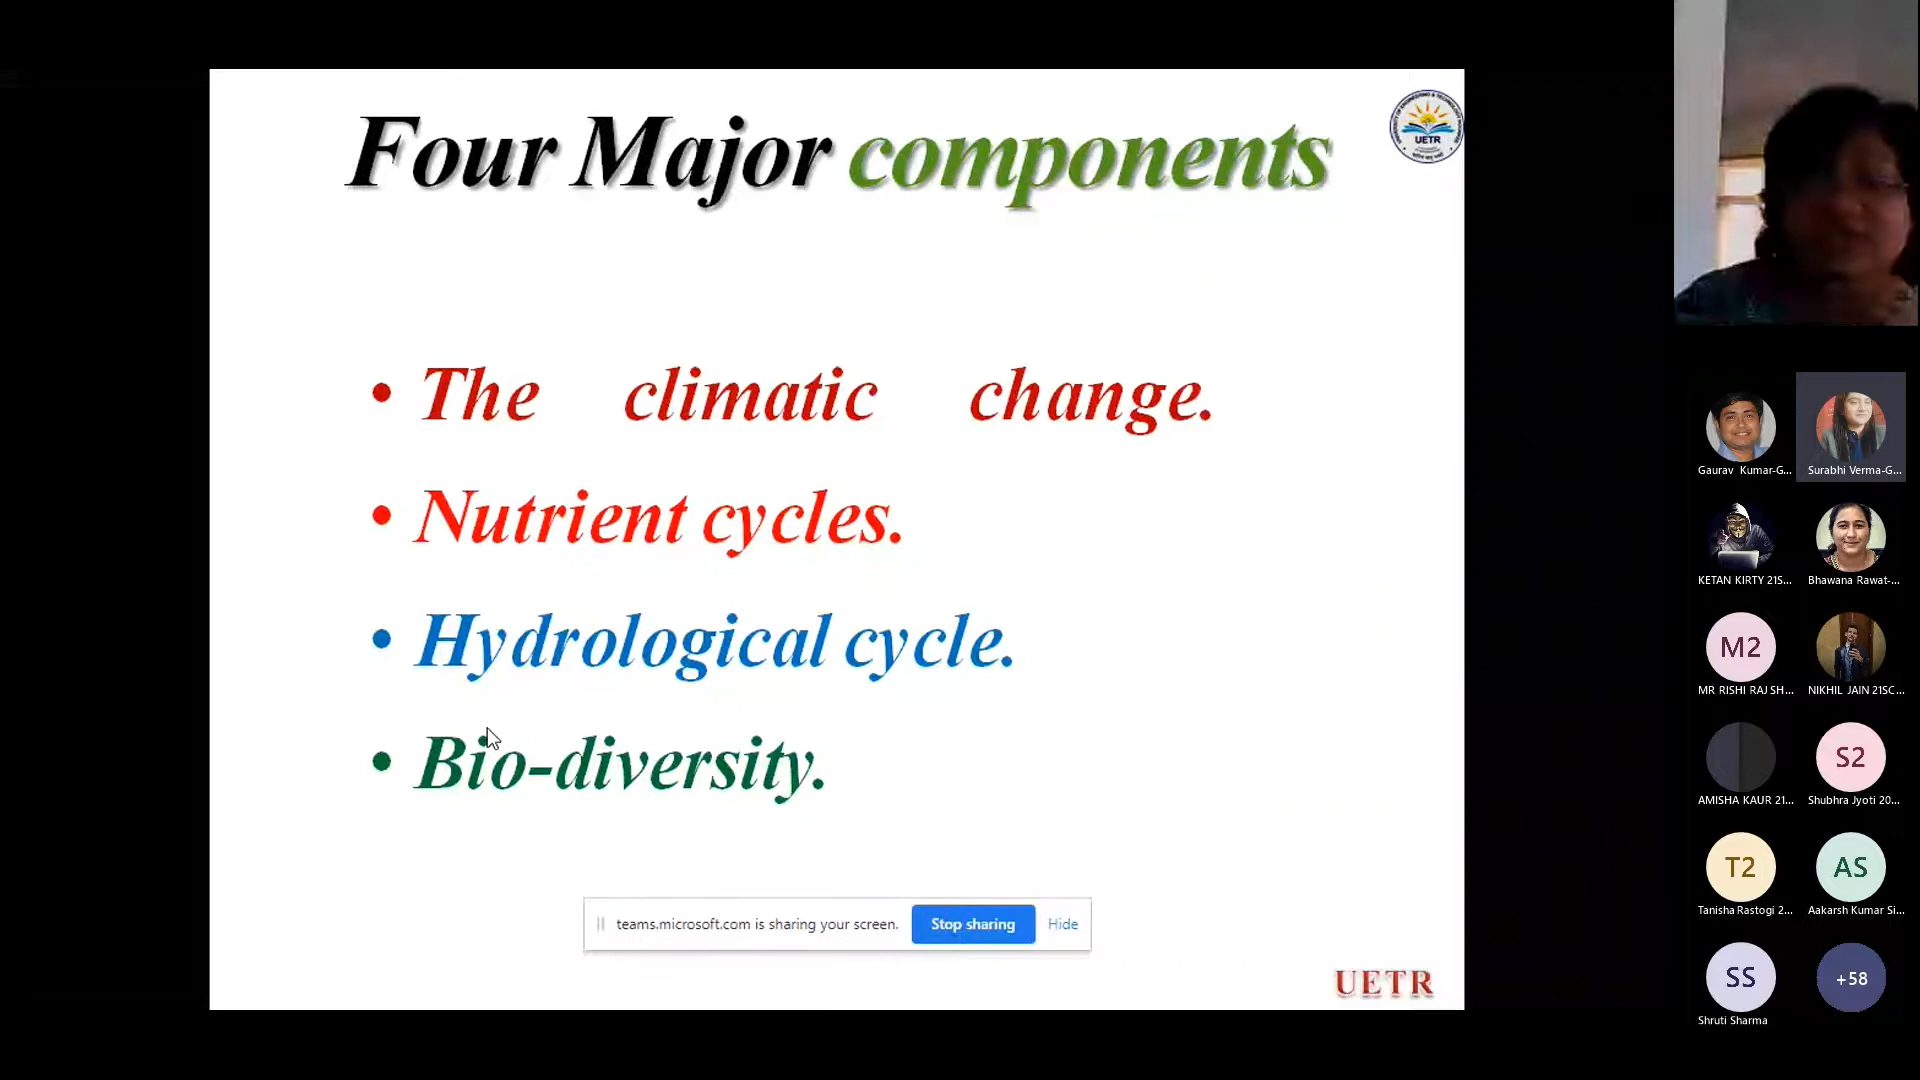 Four Major components
UETR
• The climatic change.
• Nutrient cycles.
• Hydrological cycle.
• Bio-diversity.
teams.microsoft.com is sharing your screen.
Stop sharing
Hide
UETR
Gaurav Kumar-G...
Surabhi Verma-G...
KETAN KIRTY 21S...
Bhawana Rawat-...
M2
MR RISHI RAJ SH...
NIKHIL JAIN 21SC...
AMISHA KAUR 21...
S2
Shubhra Jyoti 20...
T2
Tanisha Rastogi 2...
AS
Aakarsh Kumar Si...
SS
Shruti Sharma
+58